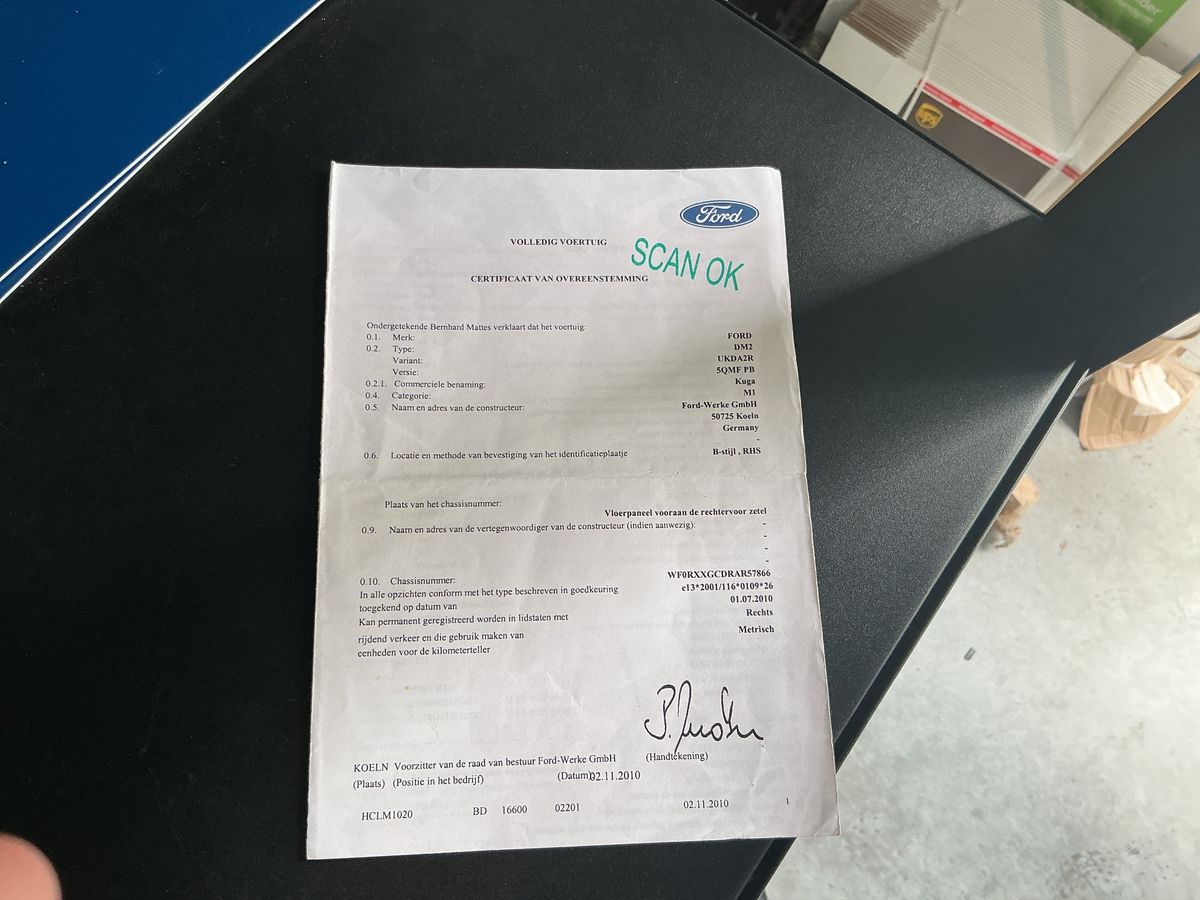 Ford
VOLLEDIG VOERTUIG
SCAN OK
CERTIFICAAT VAN OVEREENSTEMMING
Ondergetekende Bernhard Mattes verklaart dat het voertuig:
0.1. Merk: FORD
0.2. Type: DM2
Variant: UKDA2R
Versie: 5QMF PB
0.2.1. Commerciele benaming: Kuga
0.4. Categorie: M1
0.5. Naam en adres van de constructeur: Ford-Werke GmbH
50725 Koeln
Germany
-
0.6. Locatie en methode van bevestiging van het identificatieplaatje B-stijl , RHS
Plaats van het chassisnummer: Vloerpaneel vooraan de rechtervoor zetel
0.9. Naam en adres van de vertegenwoordiger van de constructeur (indien aanwezig): -
-
-
-
0.10. Chassisnummer: WF0RXXGCDRAR57866
In alle opzichten conform met het type beschreven in goedkeuring e13*2001/116*0109*26
toegekend op datum van 01.07.2010
Kan permanent geregistreerd worden in lidstaten met Rechts
rijdend verkeer en die gebruik maken van Metrisch
eenheden voor de kilometerteller
KOELN Voorzitter van de raad van bestuur Ford-Werke GmbH (Handtekening)
(Plaats) (Positie in het bedrijf) (Datum) 02.11.2010
HCLM1020 BD 16600 02201 02.11.2010 1
ups